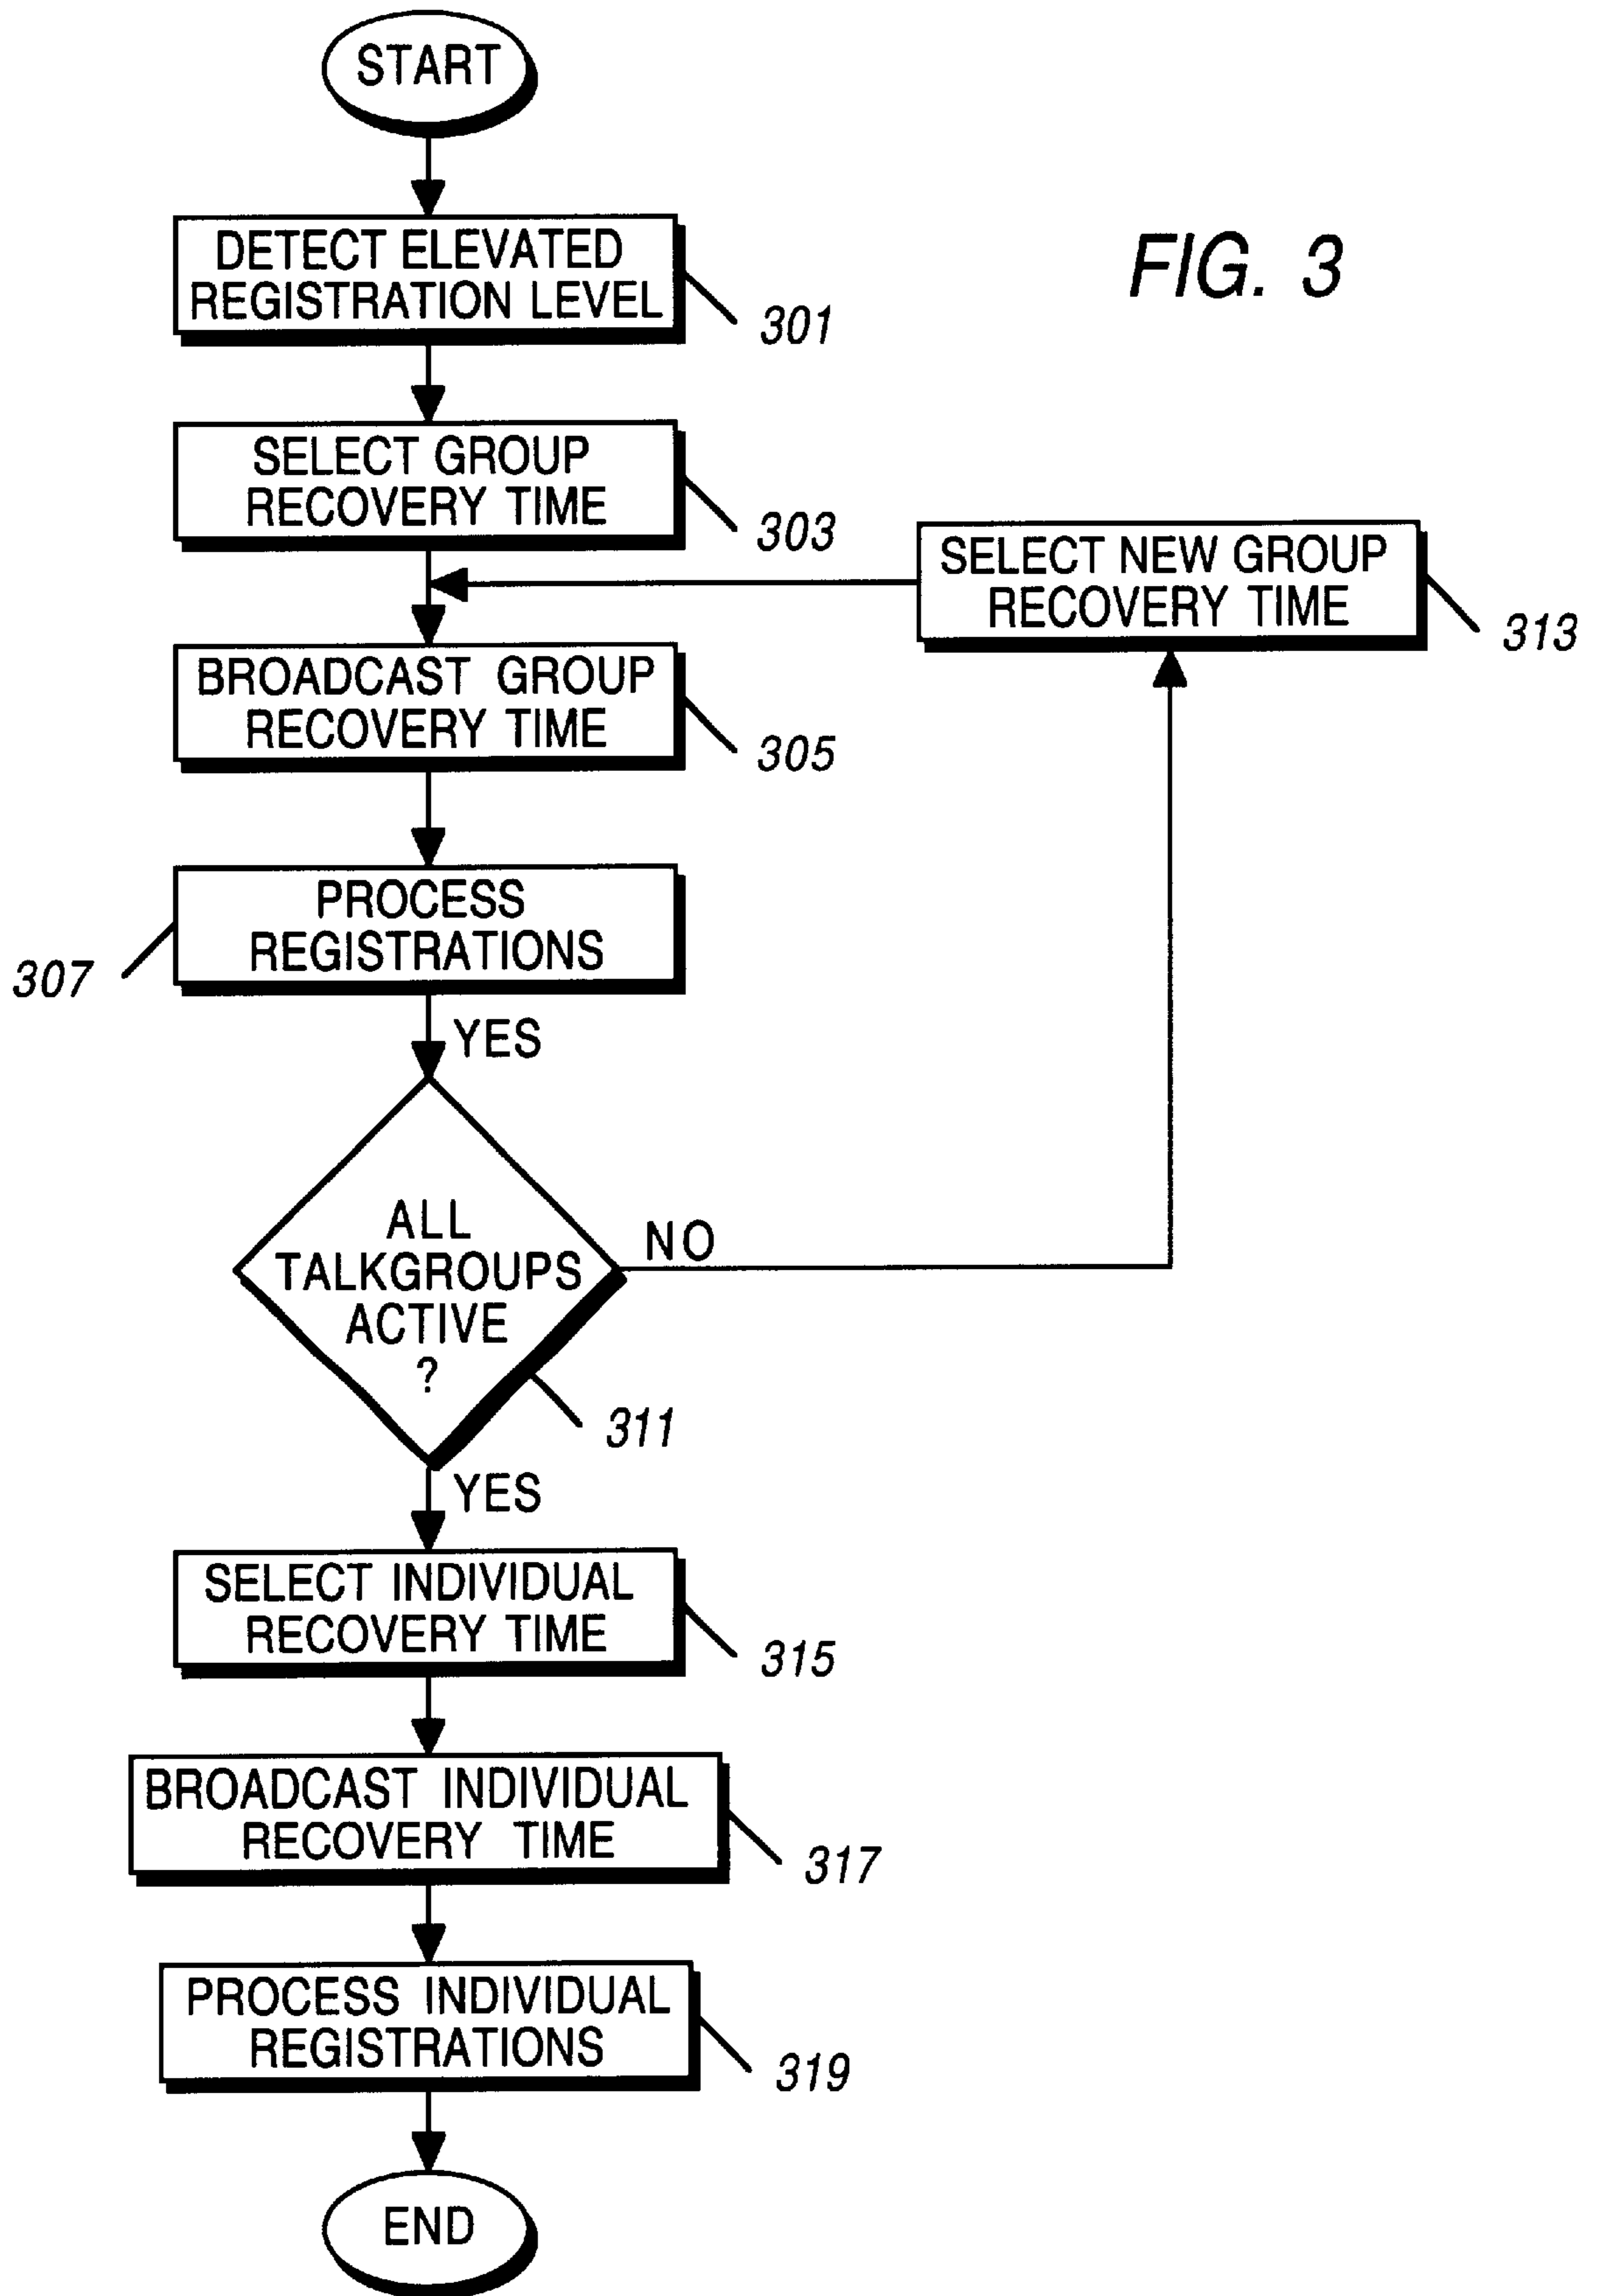 START
FIG. 3
DETECT ELEVATED
REGISTRATION LEVEL
301
SELECT GROUP
RECOVERY TIME
303
SELECT NEW GROUP
RECOVERY TIME
313
BROADCAST GROUP
RECOVERY TIME
305
PROCESS
REGISTRATIONS
307
YES
ALL
TALKGROUPS
ACTIVE
?
NO
311
YES
SELECT INDIVIDUAL
RECOVERY TIME
315
BROADCAST INDIVIDUAL
RECOVERY TIME
317
PROCESS INDIVIDUAL
REGISTRATIONS
319
END